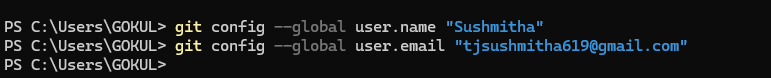 PS C:\Users\GOKUL> git config --global user.name "Sushmitha"
PS C:\Users\GOKUL> git config --global user.email "tjsushmitha619@gmail.com"
PS C:\Users\GOKUL>